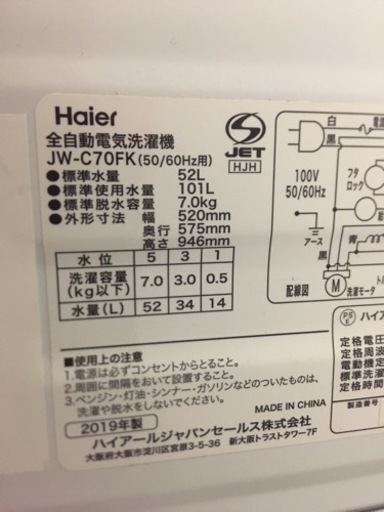 Haier
全自動電気洗濯機
JW-C70FK(50/60Hz用)
S
JET
HJH
●標準水量 52L
●標準使用水量 101L
●標準脱水容量 7.0kg
●外形寸法 幅 520mm
奥行 575mm
高さ 946mm
水位 5 3 1
洗濯容量(kg以下) 7.0 3.0 0.5
水量(L) 52 34 14
白
黒
100V
50/60Hz
フタ
ロック
アース
青
M
配線図
洗濯モータ
■使用上の注意
1.電源は必ずコンセントからとること。
2.周囲に間隔をおいて設置すること。
3.ベンジン・灯油・シンナー・ガソリンなどのついたものは、
洗濯や脱水をしないでください。
MADE IN CHINA
2019年製
ハイアールジャパンセールス株式会社
大阪府大阪市淀川区宮原3-5-36 新大阪トラストタワー7F
PSE
ハイア
定格電圧
定格周波
電動機定
標準洗濯
定格時間
製造番号